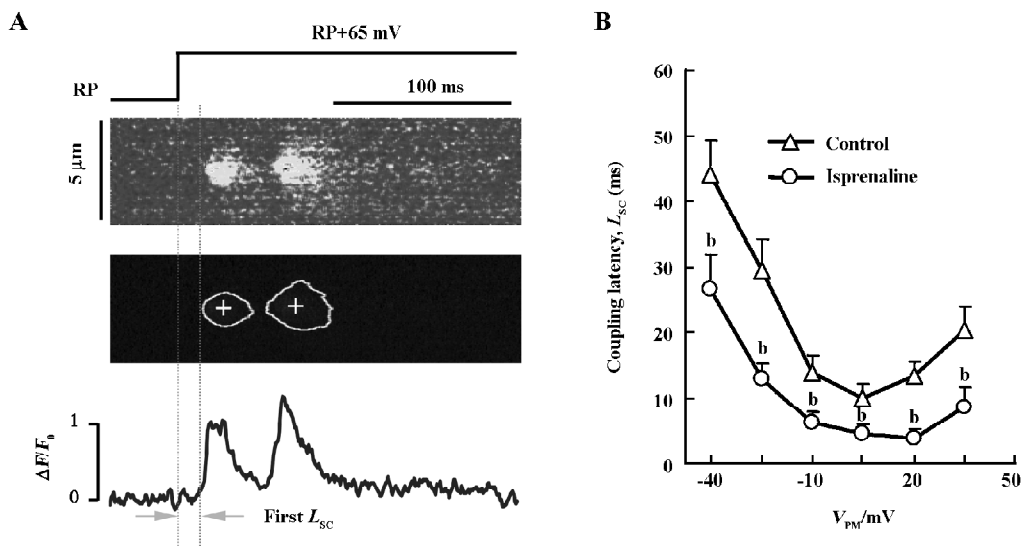 A
RP+65 mV
RP
100 ms
5 µm
1
0
ΔF/F0
First LSC
B
Coupling latency, LSC (ms)
60
50
40
30
20
10
0
Control
Isprenaline
b
b
b
b
b
b
-40
-10
20
50
VPM/mV